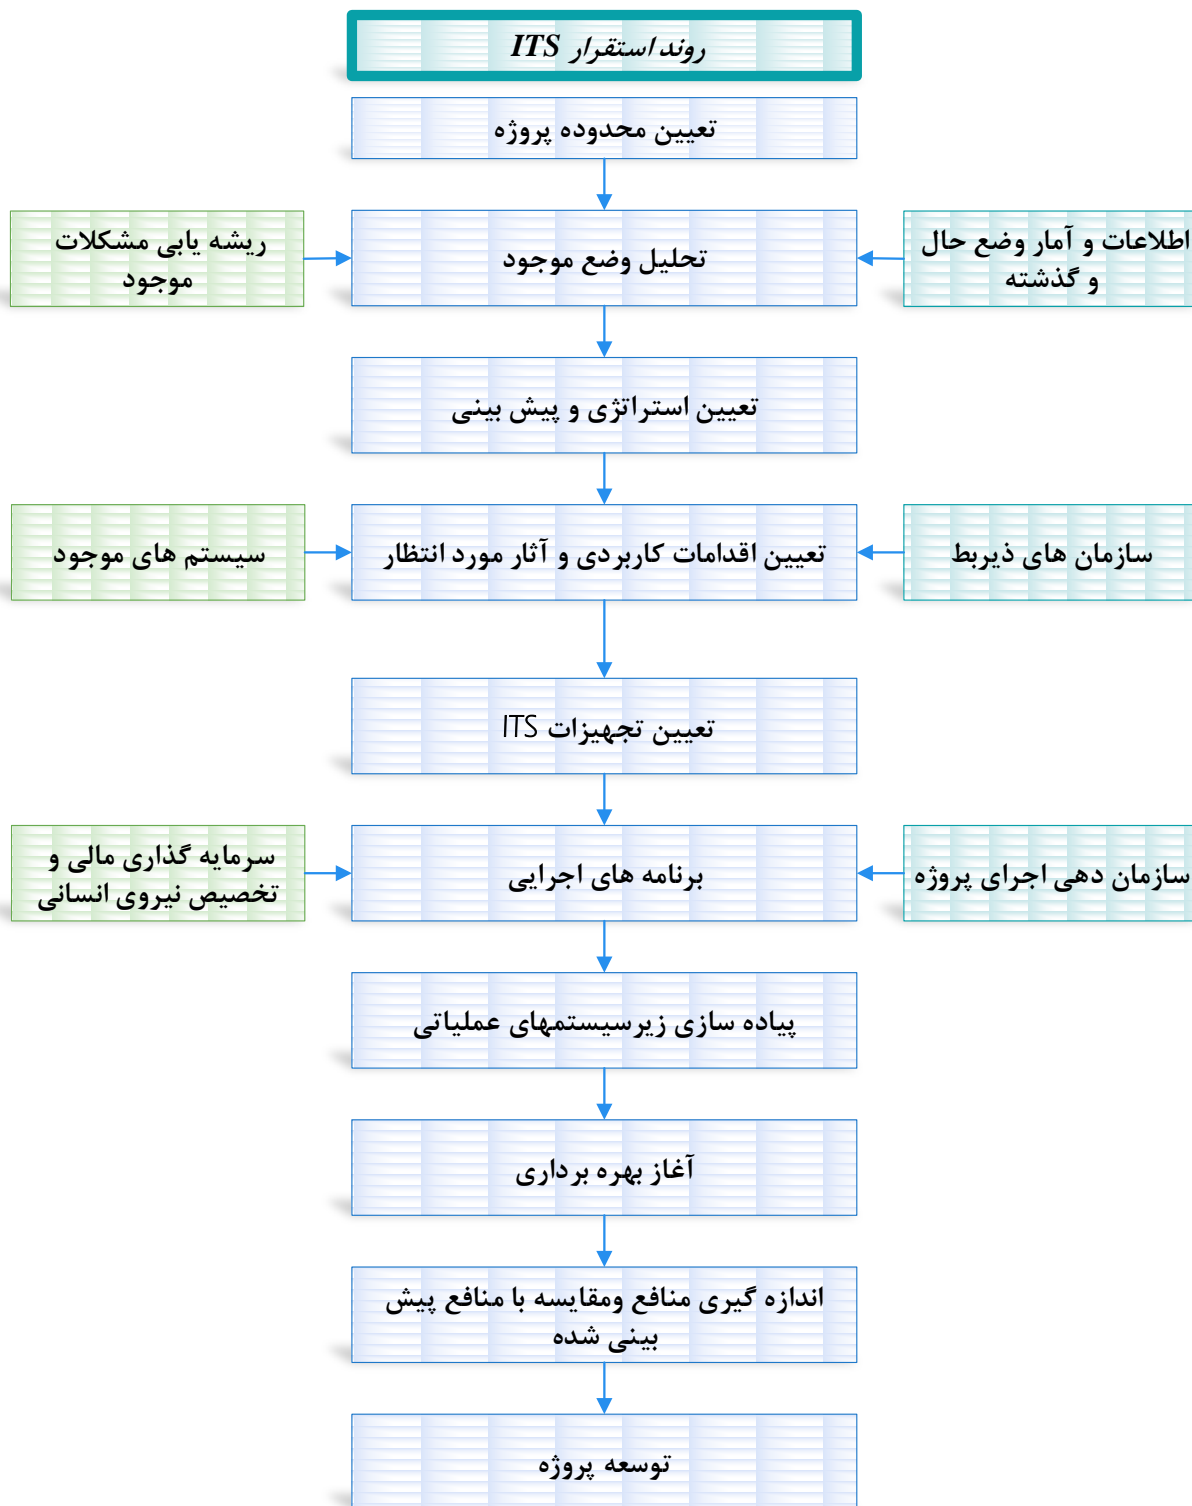 روند استقرار ITS
تعیین محدوده پروژه
اطلاعات و آمار وضع حال
و گذشته
تحلیل وضع موجود
ریشه یابی مشکلات
موجود
تعیین استراتژی و پیش بینی
سازمان های ذیربط
تعیین اقدامات کاربردی و آثار مورد انتظار
سیستم های موجود
تعیین تجهیزات ITS
سازمان دهی اجرای پروژه
برنامه های اجرایی
سرمایه گذاری مالی و
تخصیص نیروی انسانی
پیاده سازی زیرسیستمهای عملیاتی
آغاز بهره برداری
اندازه گیری منافع ومقایسه با منافع پیش
بینی شده
توسعه پروژه